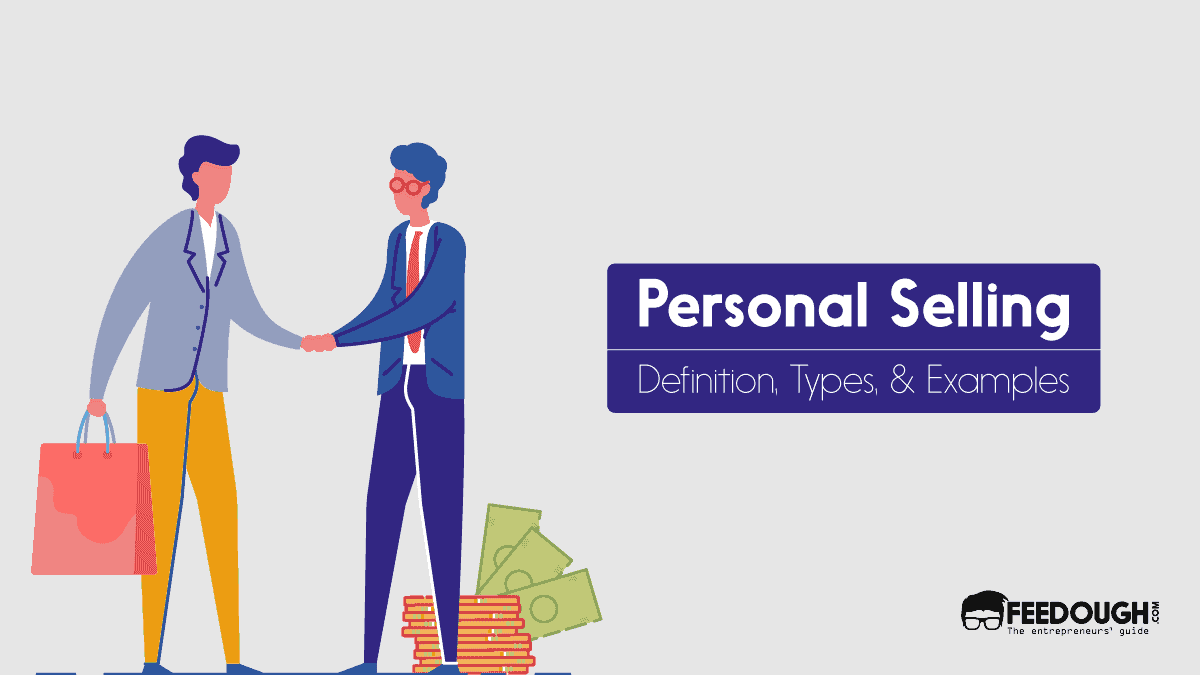 Personal Selling
Definition, Types, & Examples
FEEDOUGH.COM
The entrepreneurs' guide